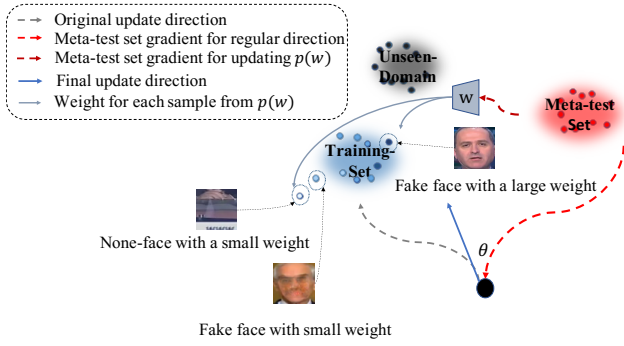 Original update direction
Meta-test set gradient for regular direction
Meta-test set gradient for updating p(w)
Final update direction
Weight for each sample from p(w)
Unseen-
Domain
w
Meta-test
Set
Training-
Set
Fake face with a large weight
None-face with a small weight
θ
Fake face with small weight